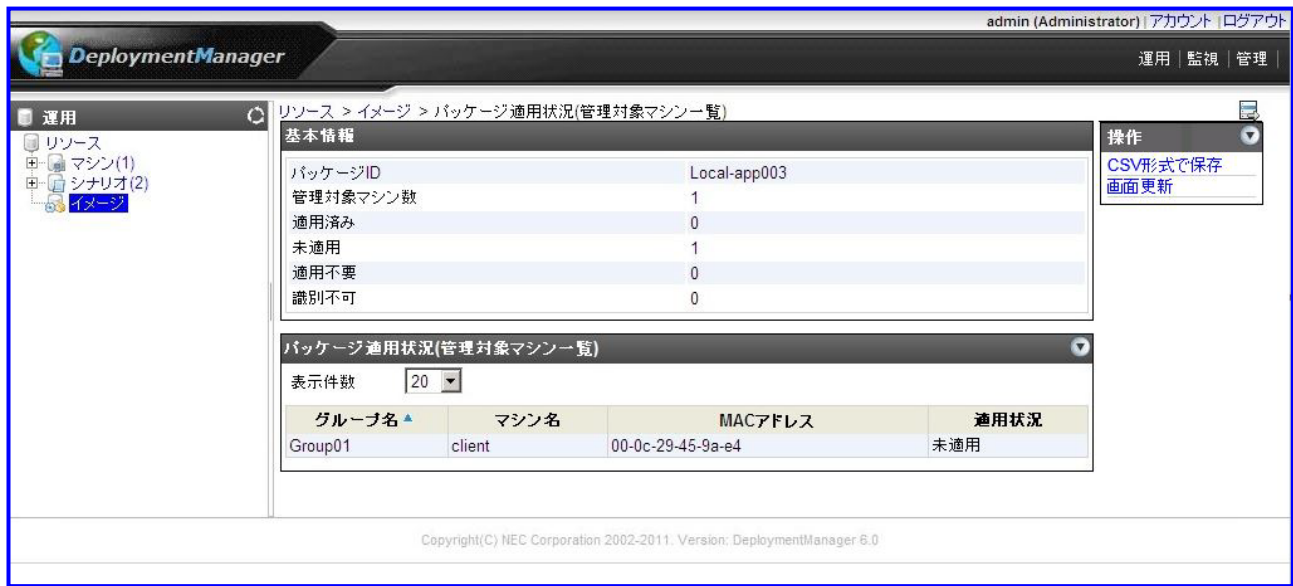 admin (Administrator) | アカウント | ログアウト
DeploymentManager
運用 | 監視 | 管理 |
運用
リソース
マシン(1)
シナリオ(2)
イメージ
リソース > イメージ > パッケージ適用状況(管理対象マシン一覧)
基本情報
パッケージID Local-app003
管理対象マシン数 1
適用済み 0
未適用 1
適用不要 0
識別不可 0
パッケージ適用状況(管理対象マシン一覧)
表示件数 20
グループ名 マシン名 MACアドレス 適用状況
Group01 client 00-0c-29-45-9a-e4 未適用
操作
CSV形式で保存
画面更新
Copyright(C) NEC Corporation 2002-2011. Version: DeploymentManager 6.0